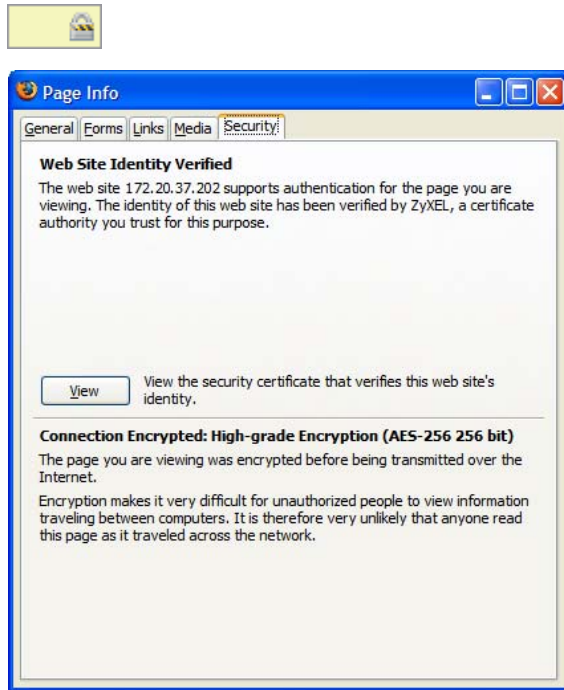 Page Info
General Forms Links Media Security
Web Site Identity Verified
The web site 172.20.37.202 supports authentication for the page you are
viewing. The identity of this web site has been verified by ZyXEL, a certificate
authority you trust for this purpose.
View
View the security certificate that verifies this web site's
identity.
Connection Encrypted: High-grade Encryption (AES-256 256 bit)
The page you are viewing was encrypted before being transmitted over the
Internet.
Encryption makes it very difficult for unauthorized people to view information
traveling between computers. It is therefore very unlikely that anyone read
this page as it traveled across the network.